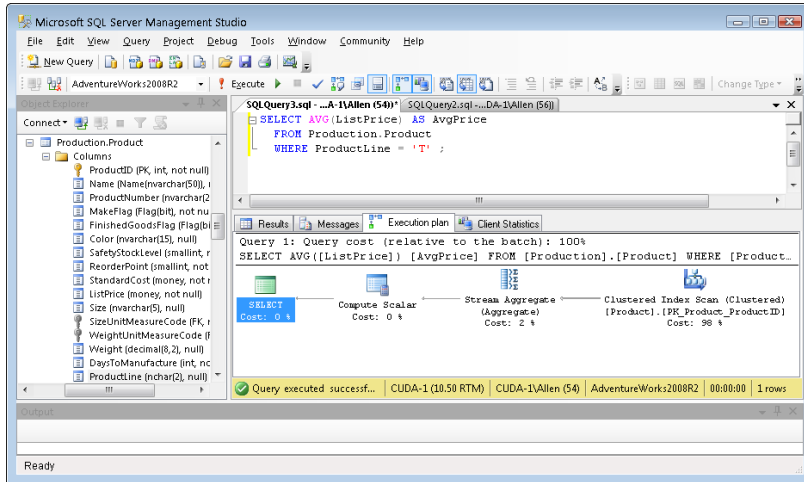 Microsoft SQL Server Management Studio
File Edit View Query Project Debug Tools Window Community Help
New Query
AdventureWorks2008R2 Execute Change Type
Object Explorer
SQLQuery3.sql - ...A-1\Allen (54))* SQLQuery2.sql -...DA-1\Allen (56))
Connect
Production.Product
Columns
ProductID (PK, int, not null)
Name (Name(nvarchar(50)),
ProductNumber (nvarchar(2
MakeFlag (Flag(bit), not nu
FinishedGoodsFlag (Flag(bi
Color (nvarchar(15), null)
SafetyStockLevel (smallint, r
ReorderPoint (smallint, not
StandardCost (money, not r
ListPrice (money, not null)
Size (nvarchar(5), null)
SizeUnitMeasureCode (FK, r
WeightUnitMeasureCode (F
Weight (decimal(8,2), null)
DaysToManufacture (int, nc
ProductLine (nchar(2), null)
SELECT AVG(ListPrice) AS AvgPrice
FROM Production.Product
WHERE ProductLine = 'T' ;
Results Messages Execution plan Client Statistics
Query 1: Query cost (relative to the batch): 100%
SELECT AVG([ListPrice]) [AvgPrice] FROM [Production].[Product] WHERE [Product...
SELECT
Cost: 0 %
Compute Scalar
Cost: 0 %
Stream Aggregate
(Aggregate)
Cost: 2 %
Clustered Index Scan (Clustered)
[Product].[PK_Product_ProductID]
Cost: 98 %
Query executed successf... CUDA-1 (10.50 RTM) CUDA-1\Allen (54) AdventureWorks2008R2 00:00:00 1 rows
Output
Ready